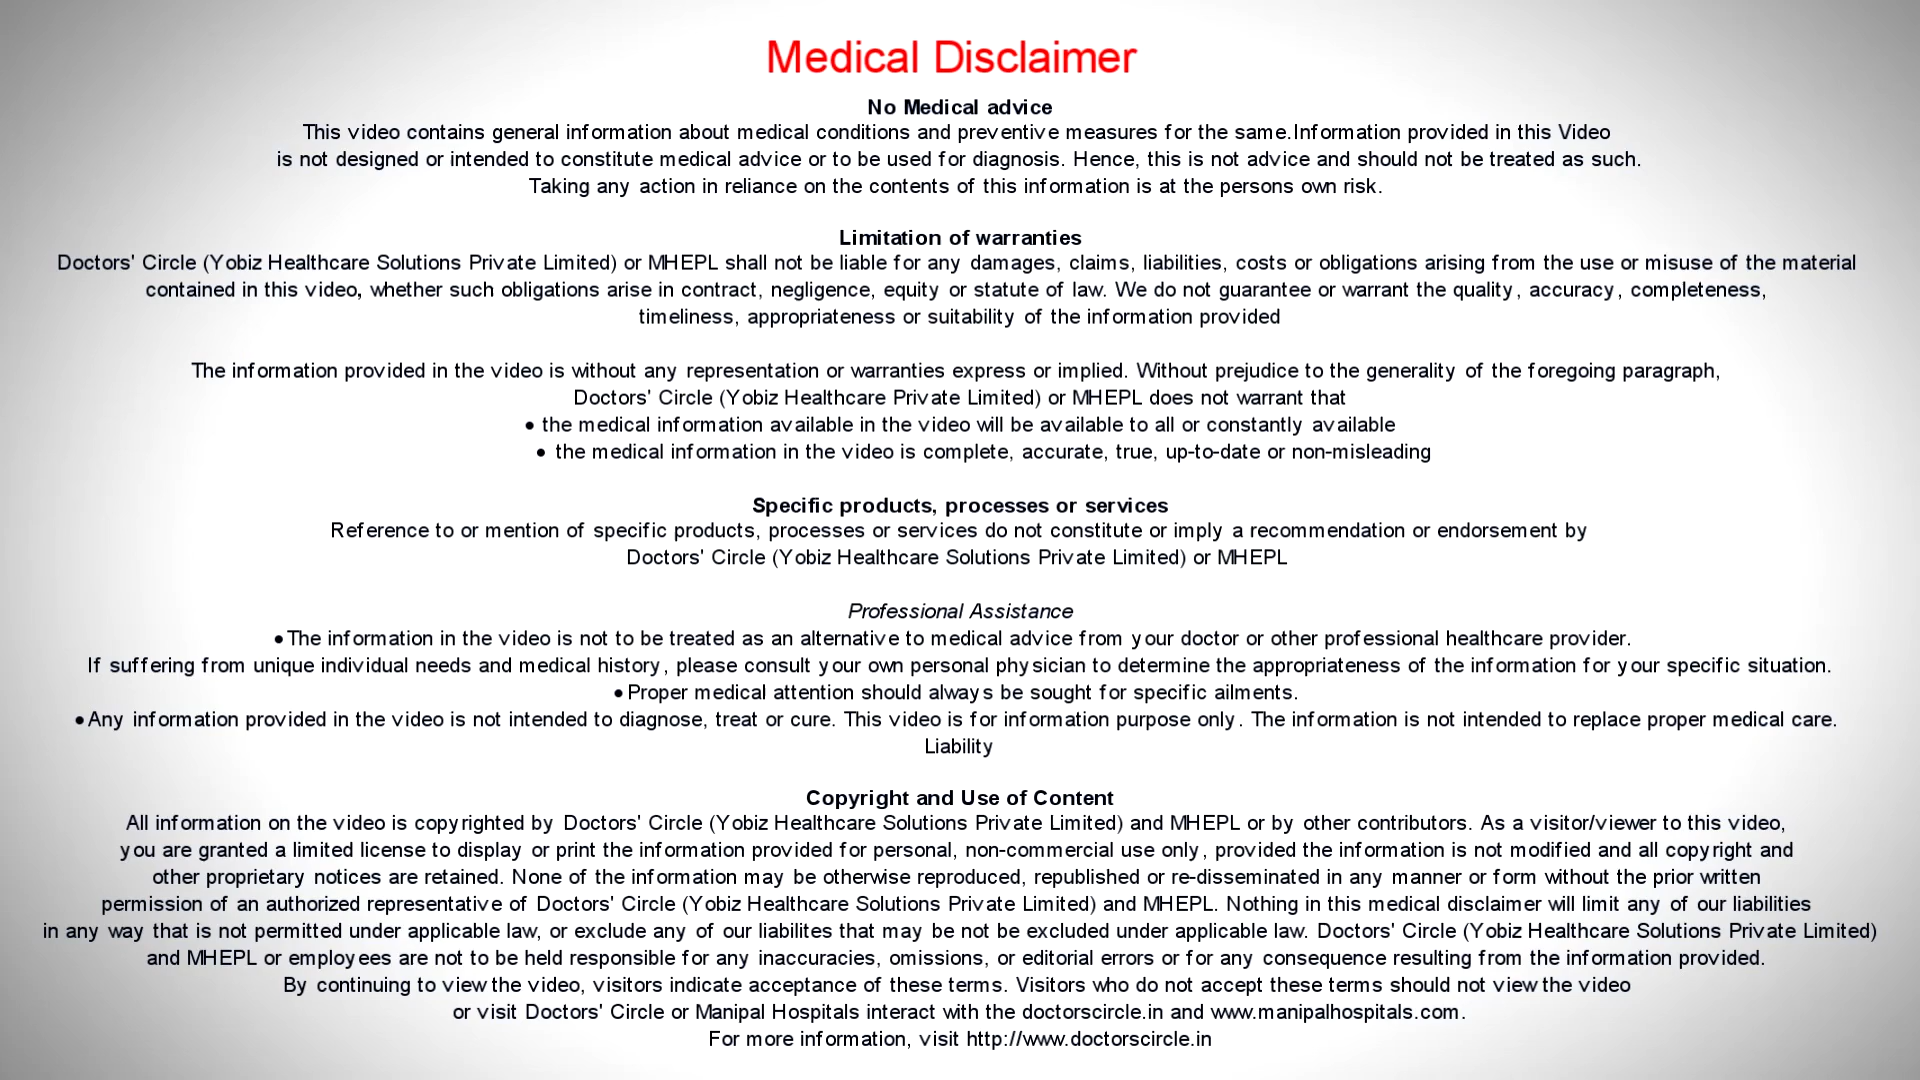 Medical Disclaimer
No Medical advice
This video contains general information about medical conditions and preventive measures for the same.Information provided in this Video
is not designed or intended to constitute medical advice or to be used for diagnosis. Hence, this is not advice and should not be treated as such.
Taking any action in reliance on the contents of this information is at the persons own risk.
Limitation of warranties
Doctors' Circle (Yobiz Healthcare Solutions Private Limited) or MHEPL shall not be liable for any damages, claims, liabilities, costs or obligations arising from the use or misuse of the material
contained in this video, whether such obligations arise in contract, negligence, equity or statute of law. We do not guarantee or warrant the quality, accuracy, completeness,
timeliness, appropriateness or suitability of the information provided
The information provided in the video is without any representation or warranties express or implied. Without prejudice to the generality of the foregoing paragraph,
Doctors' Circle (Yobiz Healthcare Private Limited) or MHEPL does not warrant that
• the medical information available in the video will be available to all or constantly available
• the medical information in the video is complete, accurate, true, up-to-date or non-misleading
Specific products, processes or services
Reference to or mention of specific products, processes or services do not constitute or imply a recommendation or endorsement by
Doctors' Circle (Yobiz Healthcare Solutions Private Limited) or MHEPL
Professional Assistance
•The information in the video is not to be treated as an alternative to medical advice from your doctor or other professional healthcare provider.
If suffering from unique individual needs and medical history, please consult your own personal physician to determine the appropriateness of the information for your specific situation.
•Proper medical attention should always be sought for specific ailments.
•Any information provided in the video is not intended to diagnose, treat or cure. This video is for information purpose only. The information is not intended to replace proper medical care.
Liability
Copyright and Use of Content
All information on the video is copyrighted by Doctors' Circle (Yobiz Healthcare Solutions Private Limited) and MHEPL or by other contributors. As a visitor/viewer to this video,
you are granted a limited license to display or print the information provided for personal, non-commercial use only, provided the information is not modified and all copyright and
other proprietary notices are retained. None of the information may be otherwise reproduced, republished or re-disseminated in any manner or form without the prior written
permission of an authorized representative of Doctors' Circle (Yobiz Healthcare Solutions Private Limited) and MHEPL. Nothing in this medical disclaimer will limit any of our liabilities
in any way that is not permitted under applicable law, or exclude any of our liabilites that may be not be excluded under applicable law. Doctors' Circle (Yobiz Healthcare Solutions Private Limited)
and MHEPL or employees are not to be held responsible for any inaccuracies, omissions, or editorial errors or for any consequence resulting from the information provided.
By continuing to view the video, visitors indicate acceptance of these terms. Visitors who do not accept these terms should not view the video
or visit Doctors' Circle or Manipal Hospitals interact with the doctorscircle.in and www.manipalhospitals.com.
For more information, visit http://www.doctorscircle.in